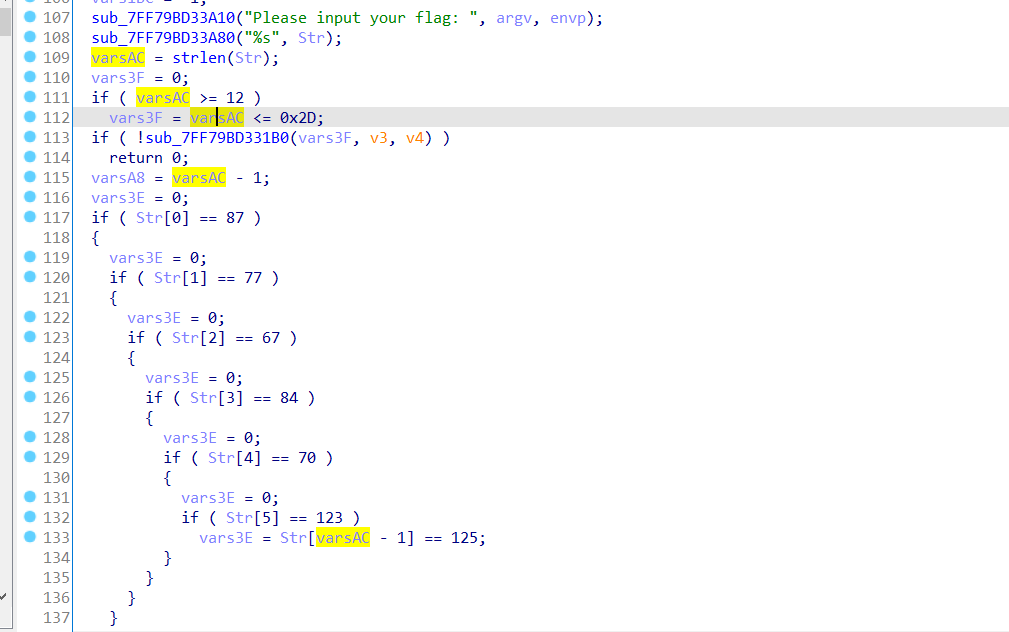 107 sub_7FF79BD33A10("Please input your flag: ", argv, envp);
108 sub_7FF79BD33A80("%s", Str);
109 varsAC = strlen(Str);
110 vars3F = 0;
111 if ( varsAC >= 12 )
112 vars3F = varsAC <= 0x2D;
113 if ( !sub_7FF79BD331B0(vars3F, v3, v4) )
114 return 0;
115 varsA8 = varsAC - 1;
116 vars3E = 0;
117 if ( Str[0] == 87 )
118 {
119 vars3E = 0;
120 if ( Str[1] == 77 )
121 {
122 vars3E = 0;
123 if ( Str[2] == 67 )
124 {
125 vars3E = 0;
126 if ( Str[3] == 84 )
127 {
128 vars3E = 0;
129 if ( Str[4] == 70 )
130 {
131 vars3E = 0;
132 if ( Str[5] == 123 )
133 vars3E = Str[varsAC - 1] == 125;
134 }
135 }
136 }
137 }